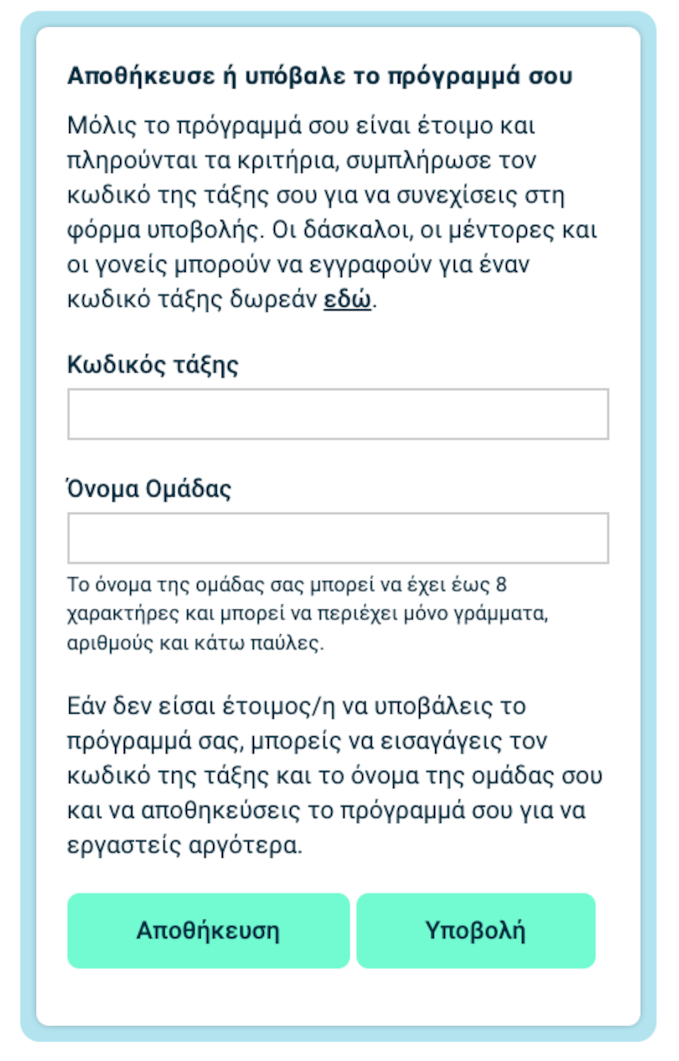 Αποθήκευσε ή υπόβαλε το πρόγραμμά σου
Μόλις το πρόγραμμά σου είναι έτοιμο και
πληρούνται τα κριτήρια, συμπλήρωσε τον
κωδικό της τάξης σου για να συνεχίσεις στη
φόρμα υποβολής. Οι δάσκαλοι, οι μέντορες και
οι γονείς μπορούν να εγγραφούν για έναν
κωδικό τάξης δωρεάν εδώ.
Κωδικός τάξης
Όνομα Ομάδας
Το όνομα της ομάδας σας μπορεί να έχει έως 8
χαρακτήρες και μπορεί να περιέχει μόνο γράμματα,
αριθμούς και κάτω παύλες.
Εάν δεν είσαι έτοιμος/η να υποβάλεις το
πρόγραμμά σας, μπορείς να εισαγάγεις τον
κωδικό της τάξης και το όνομα της ομάδας σου
και να αποθηκεύσεις το πρόγραμμά σου για να
εργαστείς αργότερα.
Αποθήκευση Υποβολή